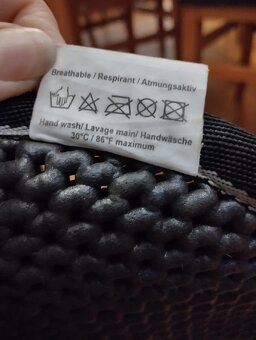 Breathable / Respirant / Atmungsaktiv
Hand wash/ Lavage main/ Handwäsche
30°C / 86°F maximum